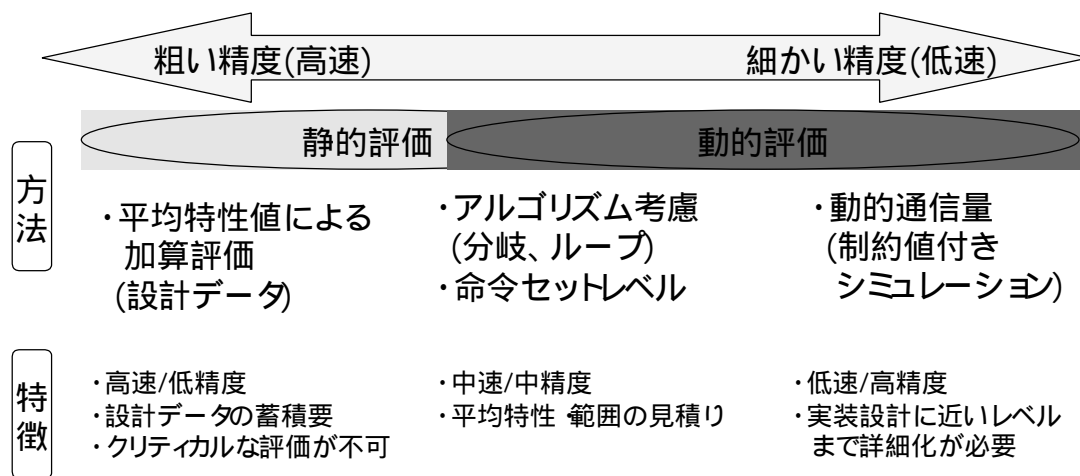 粗い精度(高速)
細かい精度(低速)
静的評価
動的評価
方法
・平均特性値による
加算評価
(設計データ)
・アルゴリズム考慮
(分岐、ループ)
・命令セットレベル
・動的通信量
(制約値付き
シミュレーション)
特徴
・高速/低精度
・設計データの蓄積要
・クリティカルな評価が不可
・中速/中精度
・平均特性・範囲の見積り
・低速/高精度
・実装設計に近いレベル
まで詳細化が必要